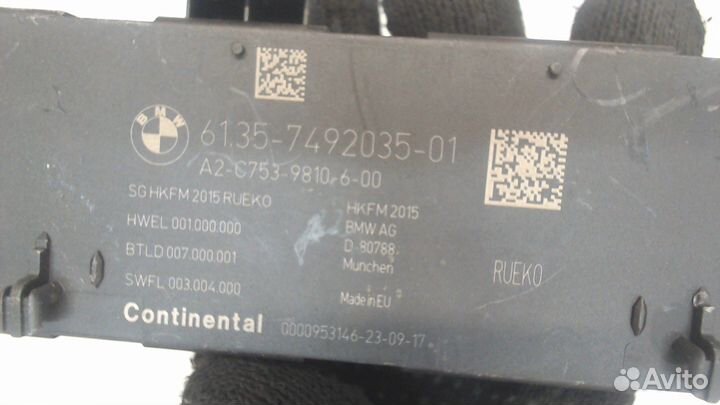 BMW
61.35-7492035-01
A2-C753-9810-6-00
SG HKFM 2015 RUEKO
HWEL 001.000.000
BTLD 007.000.001
SWFL 003.004.000
HKFM 2015
BMW AG
D-80788
Munchen
Made in EU
RUEKO
Continental
0000953146-23-09-17
Avito